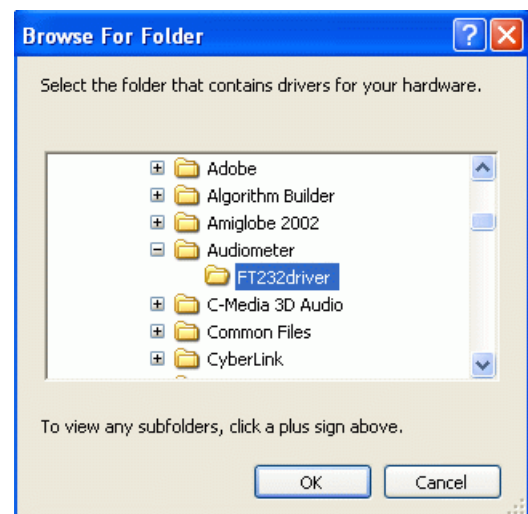 Browse For Folder
Select the folder that contains drivers for your hardware.
Adobe
Algorithm Builder
Amiglobe 2002
Audiometer
FT232driver
C-Media 3D Audio
Common Files
CyberLink
To view any subfolders, click a plus sign above.
OK Cancel